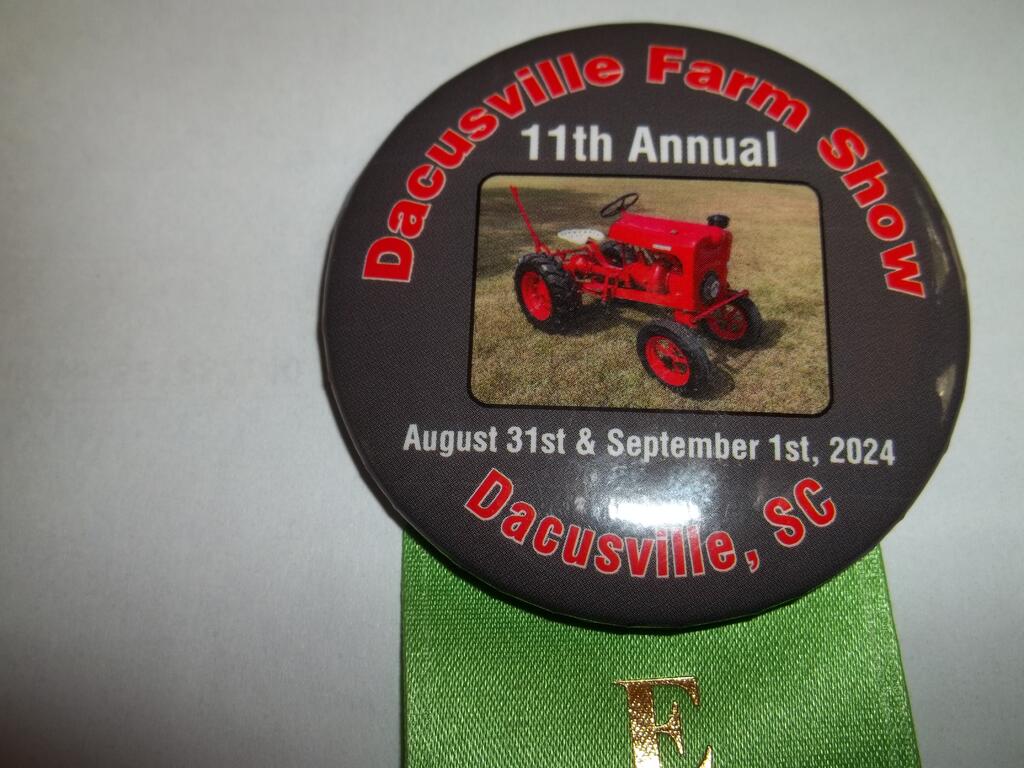 Dacusville Farm Show
11th Annual
August 31st & September 1st, 2024
Dacusville, SC
E